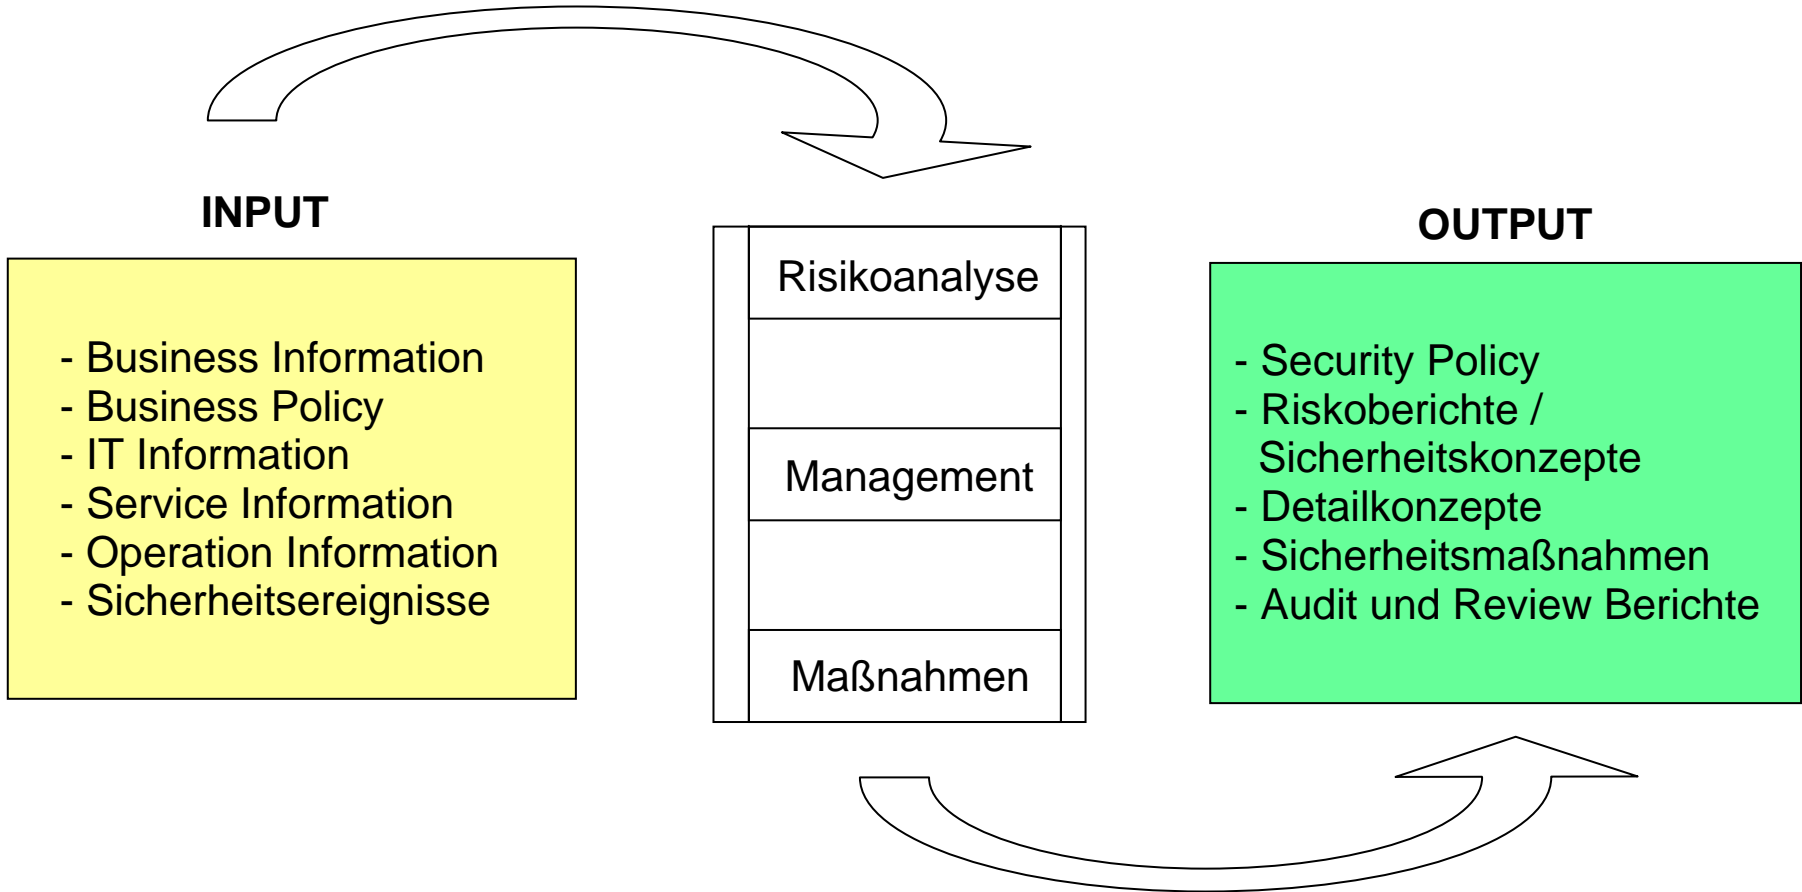 INPUT
- Business Information
- Business Policy
- IT Information
- Service Information
- Operation Information
- Sicherheitsereignisse
Risikoanalyse
Management
Maßnahmen
OUTPUT
- Security Policy
- Riskoberichte /
Sicherheitskonzepte
- Detailkonzepte
- Sicherheitsmaßnahmen
- Audit und Review Berichte